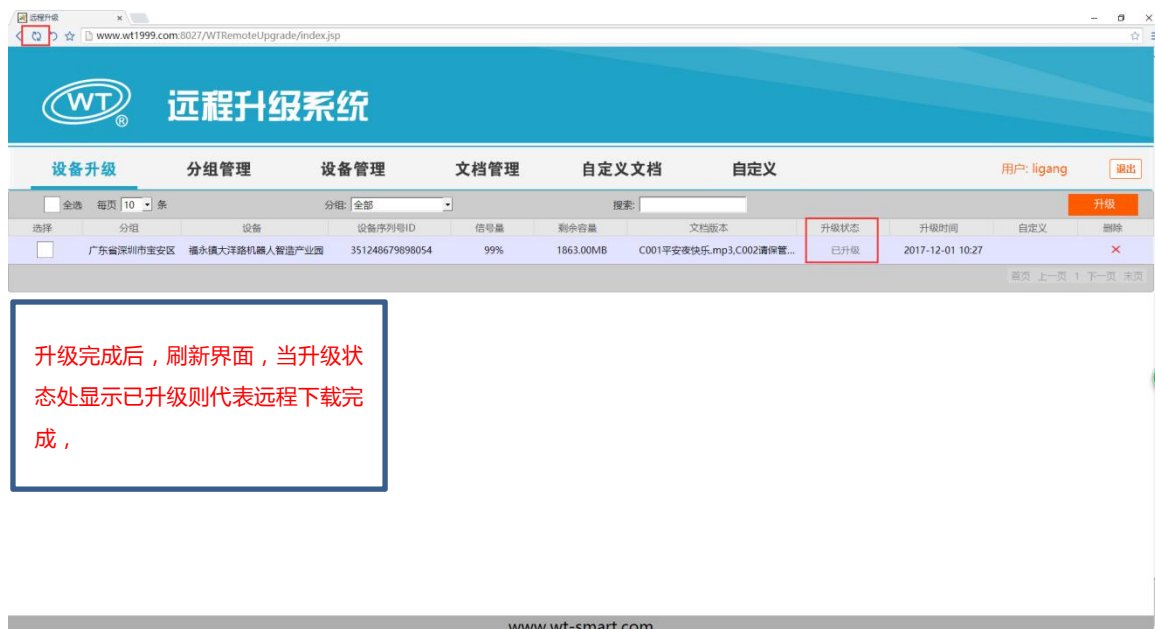 远程升级
www.wt1999.com:8027/WTRemoteUpgrade/index.jsp
WT
®
远程升级系统
设备升级 分组管理 设备管理 文档管理 自定义文档 自定义 用户: ligang 退出
全选 每页 10 条 分组: 全部 搜索: 升级
选择 分组 设备 设备序列号ID 信号量 剩余容量 文档版本 升级状态 升级时间 自定义 删除
广东省深圳市宝安区 福永镇大洋路机器人智造产业园 351248679898054 99% 1863.00MB C001平安夜快乐.mp3,C002请保管... 已升级 2017-12-01 10:27
首页 上一页 1 下一页 末页
升级完成后，刷新界面，当升级状
态处显示已升级则代表远程下载完
成，
www.wt-smart.com